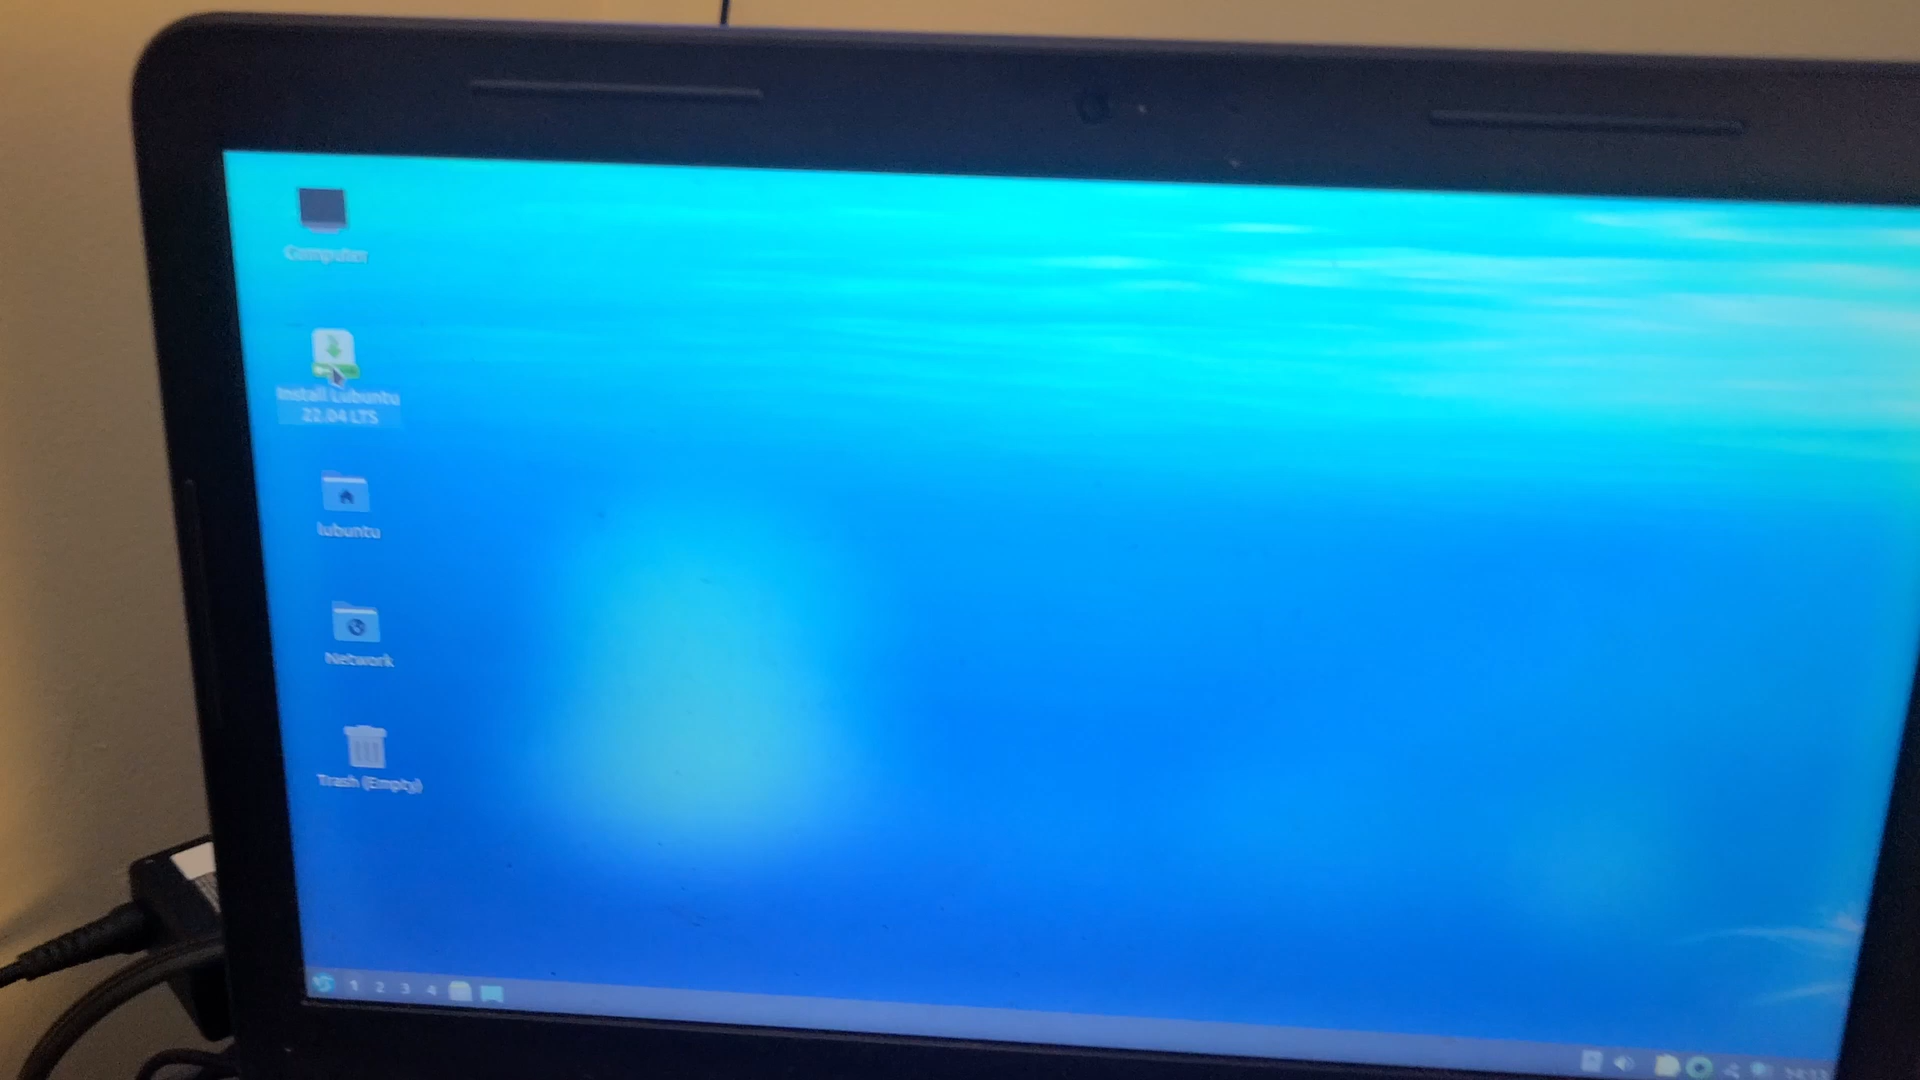 Computer
Install Lubuntu
22.04 LTS
lubuntu
Network
Trash (Empty)
1 2 3 4